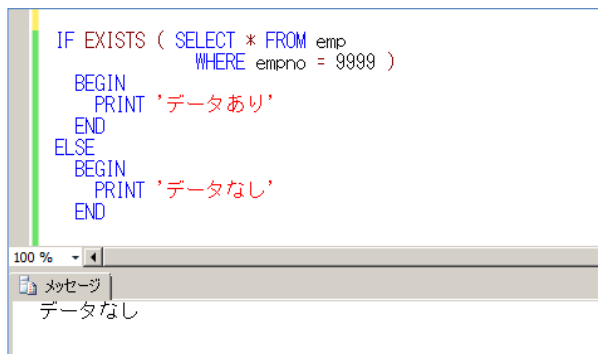 IF EXISTS ( SELECT * FROM emp
WHERE empno = 9999 )
BEGIN
PRINT 'データあり'
END
ELSE
BEGIN
PRINT 'データなし'
END
100 %
メッセージ
データなし